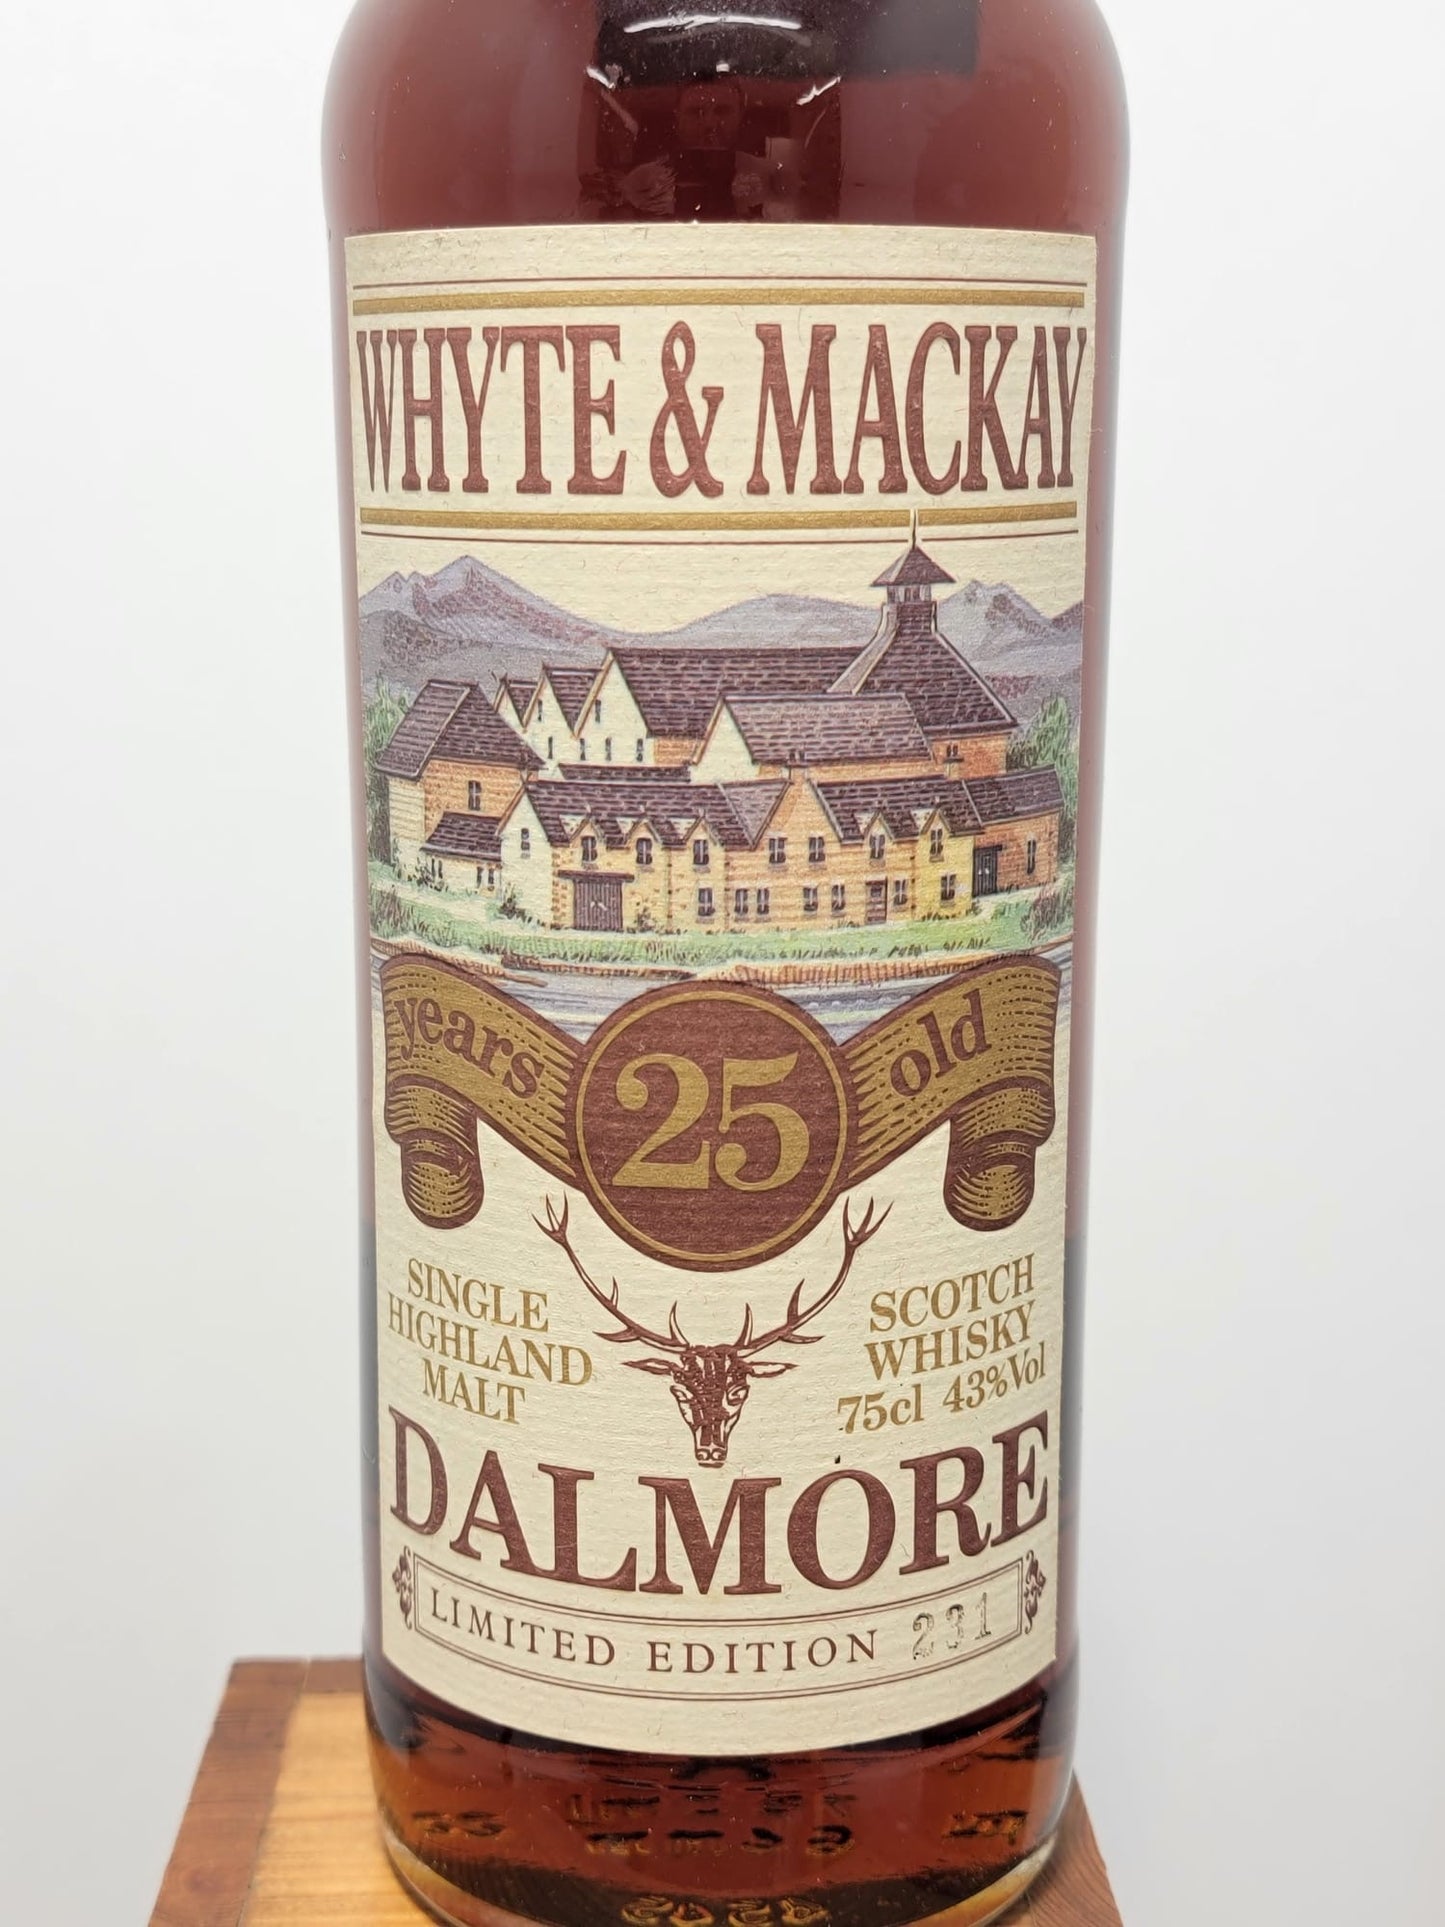 WHYTE & MACKAY
years 25 old
SINGLE
HIGHLAND
MALT
SCOTCH
WHISKY
75cl 43%Vol
DALMORE
LIMITED EDITION 231